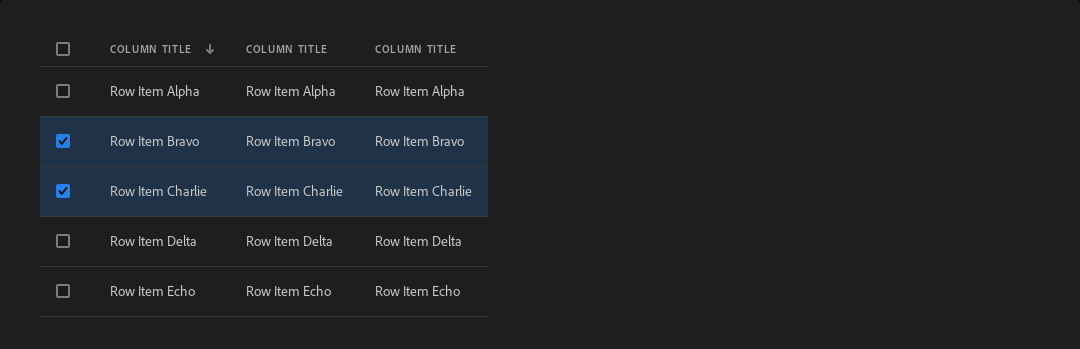 COLUMN TITLE COLUMN TITLE COLUMN TITLE
Row Item Alpha Row Item Alpha Row Item Alpha
Row Item Bravo Row Item Bravo Row Item Bravo
Row Item Charlie Row Item Charlie Row Item Charlie
Row Item Delta Row Item Delta Row Item Delta
Row Item Echo Row Item Echo Row Item Echo